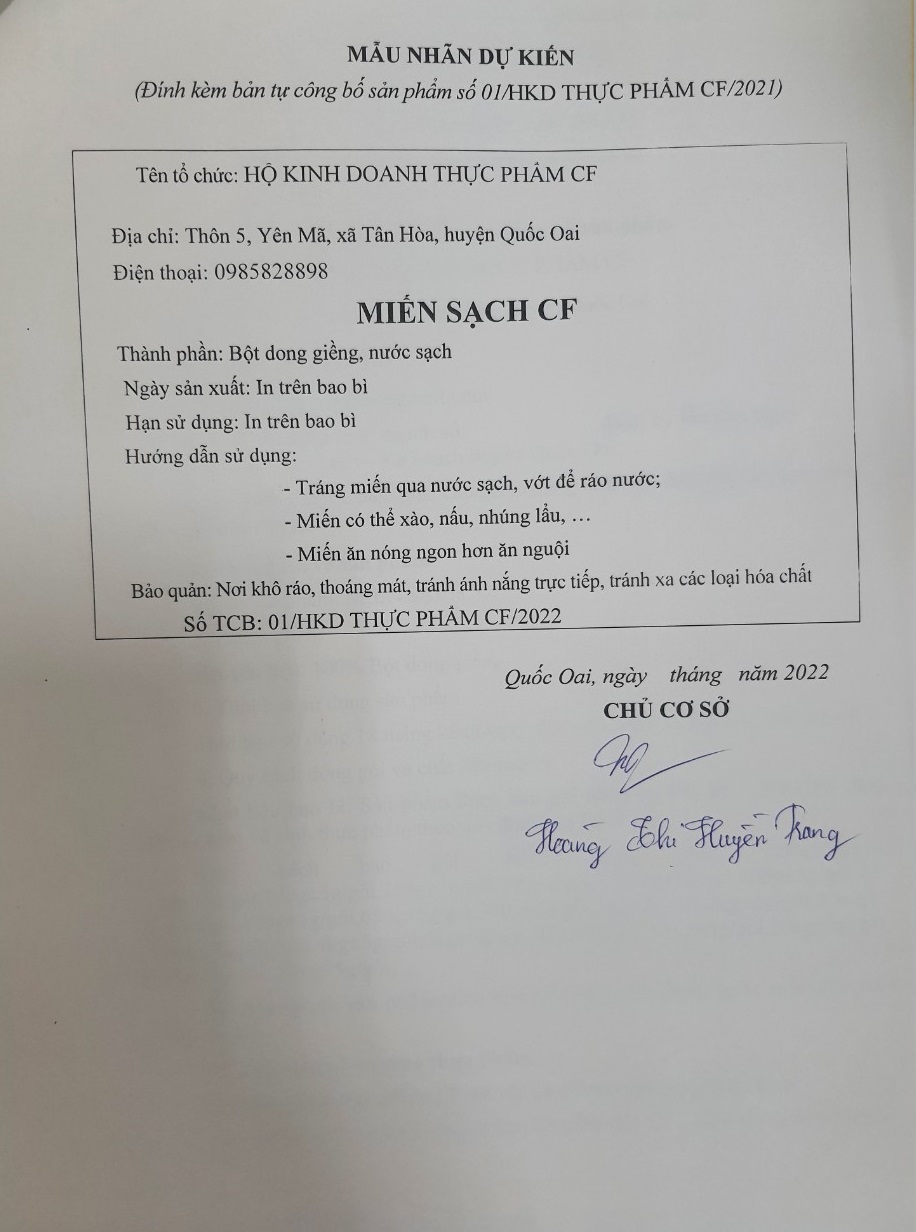 MẪU NHÃN DỰ KIẾN
(Đính kèm bản tự công bố sản phẩm số 01/HKD THỰC PHẨM CF/2021)
Tên tổ chức: HỘ KINH DOANH THỰC PHẨM CF
Địa chỉ: Thôn 5, Yên Mã, xã Tân Hòa, huyện Quốc Oai
Điện thoại: 0985828898
MIẾN SẠCH CF
Thành phần: Bột dong giềng, nước sạch
Ngày sản xuất: In trên bao bì
Hạn sử dụng: In trên bao bì
Hướng dẫn sử dụng:
- Tráng miến qua nước sạch, vớt để ráo nước;
- Miến có thể xào, nấu, nhúng lẩu, …
- Miến ăn nóng ngon hơn ăn nguội
Bảo quản: Nơi khô ráo, thoáng mát, tránh ánh nắng trực tiếp, tránh xa các loại hóa chất
Số TCB: 01/HKD THỰC PHẨM CF/2022
Quốc Oai, ngày tháng năm 2022
CHỦ CƠ SỞ
Hoàng Thị Huyền Trang